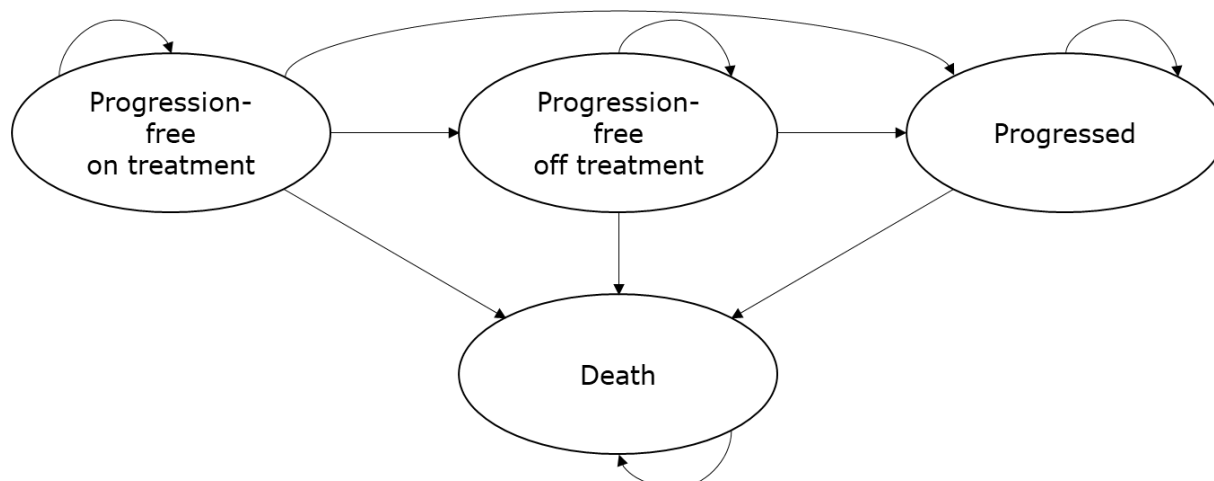 Progression-
free
on treatment
Progression-
free
off treatment
Progressed
Death